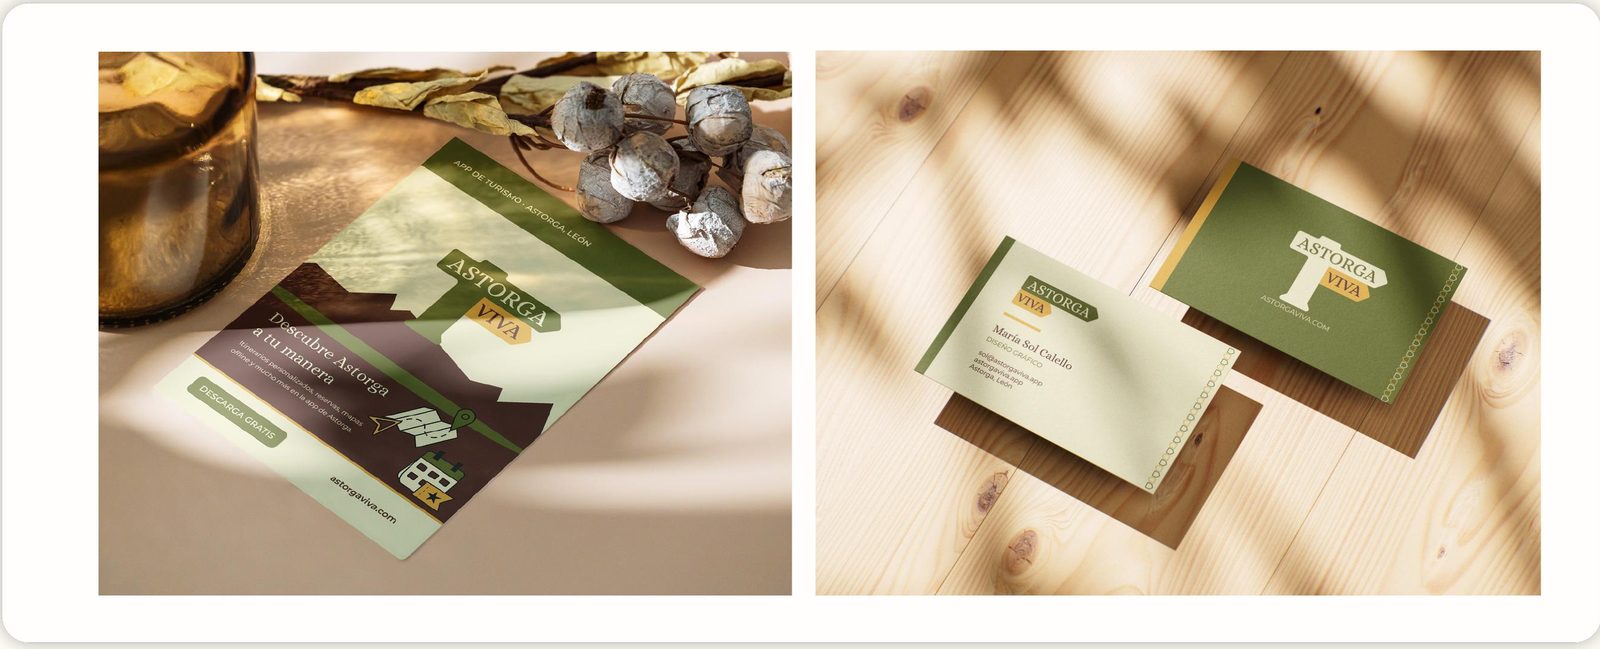 APP DE TURISMO · ASTORGA, LEÓN
ASTORGA
VIVA
Descubre Astorga
a tu manera
Itinerarios personalizados, reservas, mapas
offline y mucho más en la app de Astorga.
DESCARGA GRATIS
astorgaviva.com
ASTORGA
VIVA
María Sol Calello
DISEÑO GRÁFICO
sol@astorgaviva.app
astorgaviva.app
Astorga, León
ASTORGA
VIVA
ASTORGAVIVA.COM